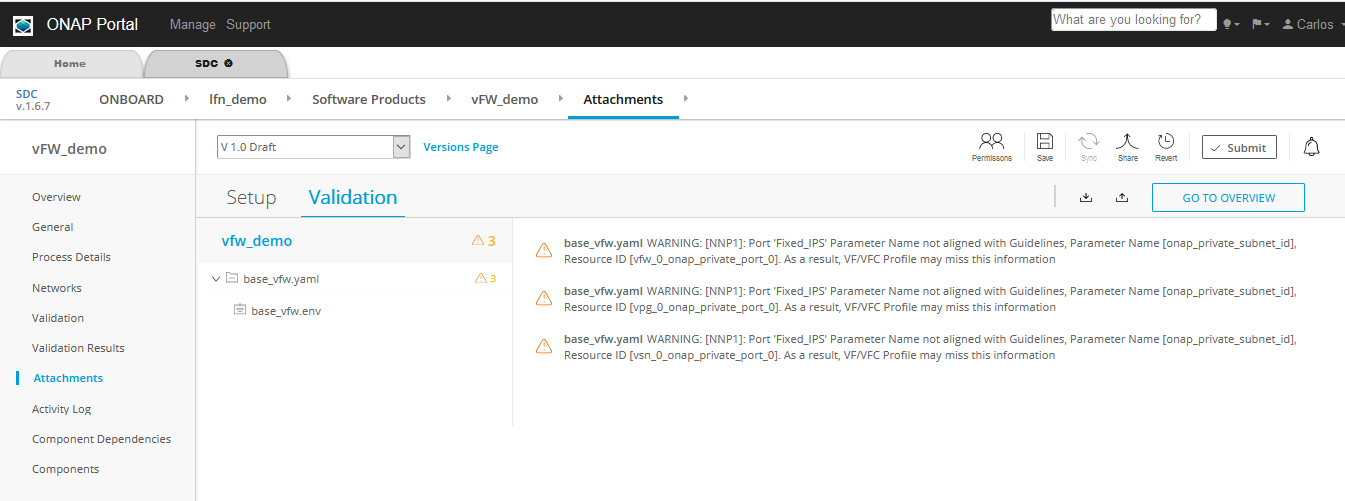 ONAP Portal Manage Support What are you looking for? Carlos
Home SDC
SDC
v.1.6.7
ONBOARD lfn_demo Software Products vFW_demo Attachments
vFW_demo
V 1.0 Draft Versions Page
Permissons Save Sync Share Revert Submit
Overview
General
Process Details
Networks
Validation
Validation Results
Attachments
Activity Log
Component Dependencies
Components
Setup Validation GO TO OVERVIEW
vfw_demo 3
base_vfw.yaml 3
base_vfw.env
base_vfw.yaml WARNING: [NNP1]: Port 'Fixed_IPS' Parameter Name not aligned with Guidelines, Parameter Name [onap_private_subnet_id],
Resource ID [vfw_0_onap_private_port_0]. As a result, VF/VFC Profile may miss this information
base_vfw.yaml WARNING: [NNP1]: Port 'Fixed_IPS' Parameter Name not aligned with Guidelines, Parameter Name [onap_private_subnet_id],
Resource ID [vpg_0_onap_private_port_0]. As a result, VF/VFC Profile may miss this information
base_vfw.yaml WARNING: [NNP1]: Port 'Fixed_IPS' Parameter Name not aligned with Guidelines, Parameter Name [onap_private_subnet_id],
Resource ID [vsn_0_onap_private_port_0]. As a result, VF/VFC Profile may miss this information